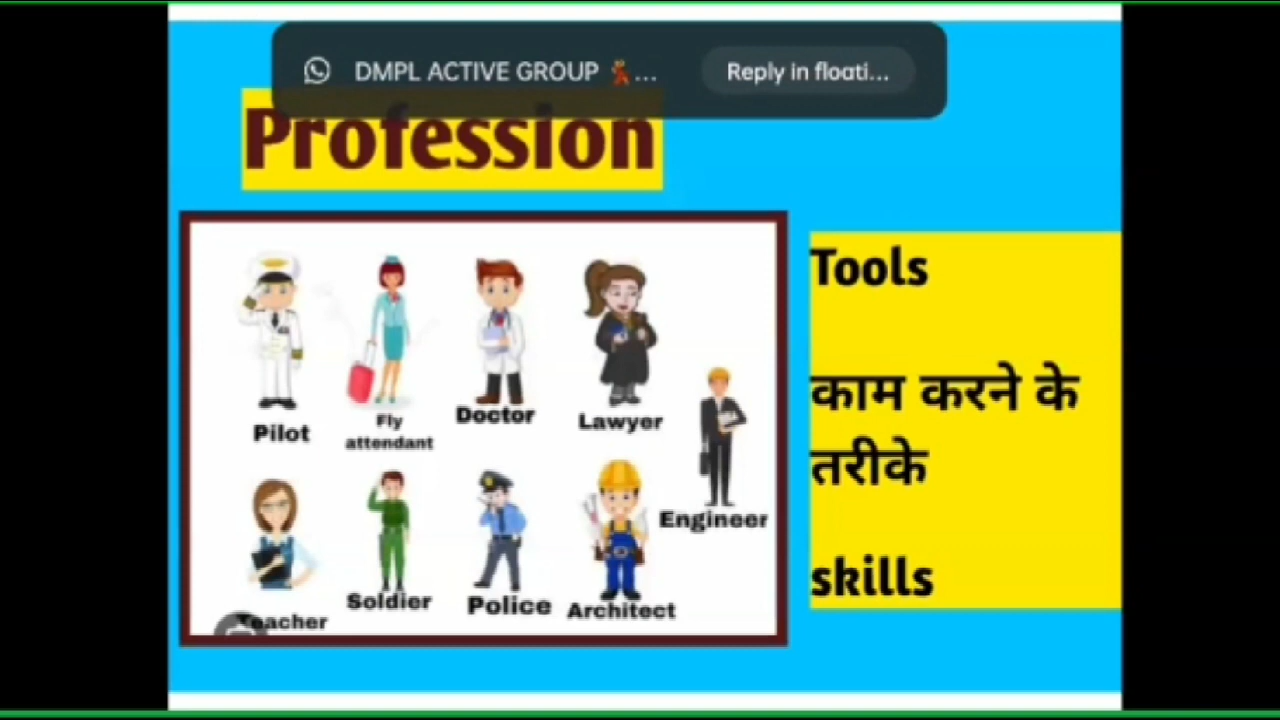 DMPL ACTIVE GROUP 💃... Reply in floati...
Profession
Tools
काम करने के
तरीके
skills
Pilot
Fly
attendant
Doctor
Lawyer
Engineer
Teacher
Soldier
Police
Architect